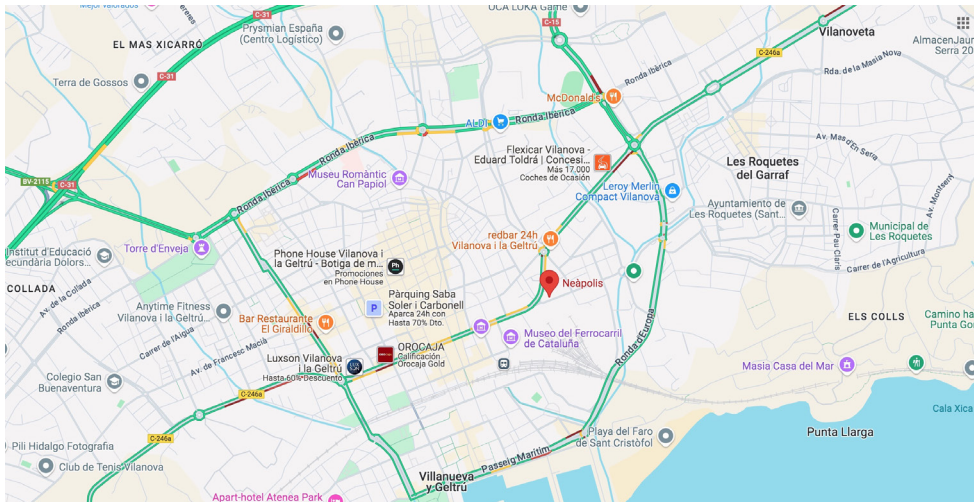 Mejor valorados
C-31
Prysmian España
(Centro Logístico)
UCA LUKA Game
C-15
Vilanoveta
AlmacenJaur
Serra 20
EL MAS XICARRÓ
C-31
C-246a
Rda. de la Masia Nova
Terra de Gossos
C-31
Ronda Ibèrica
McDonald's
ALDI
Ronda Ibèrica
Ronda Ibèrica
Av. Mas d'En Serra
Flexicar Vilanova -
Eduard Toldrá | Concesi...
Más 17,000
Coches de Ocasión
Les Roquetes
del Garraf
BV-2115
C-31
Museu Romàntic
Can Papiol
Ronda Ibèrica
Leroy Merlin
Compact Vilanova
Av. Montseny
Ayuntamiento de
Les Roquetes (Sant...
Carrer Pau Claris
Municipal de
Les Roquetes
Torre d'Enveja
redbar 24h
Vilanova i la Geltrú
Institut d'Educació
Secundària Dolors...
Phone House Vilanova i
la Geltrú - Botiga de m...
Promociones
en Phone House
Ph
Carrer de l'Agricultura
COLLADA
Av. de la Collada
Ronda Ibèrica
Neàpolis
Anytime Fitness
Vilanova i la Geltrú...
P
Pàrquing Saba
Soler i Carbonell
Aparca 24h con
Hasta 70% Dto.
Bar Restaurante
El Giraldillo
Museo del Ferrocarril
de Cataluña
Ronda d'Europa
ELS COLLS
Camino ha
Punta Go
Carrer de l'Aigua
Av. de Francesc Macià
OROCAJA
Calificación
Orocaja Gold
Luxson Vilanova
i la Geltrú
Hasta 60% Descuento
Masia Casa del Mar
Colegio San
Buenaventura
C-246a
Cala Xica
C-246a
Playa del Faro
de Sant Cristòfol
Punta Llarga
Pili Hidalgo Fotografia
Club de Tenis Vilanova
Passeig Marítim
Villanueva
y Geltrú
Apart-hotel Atenea Park